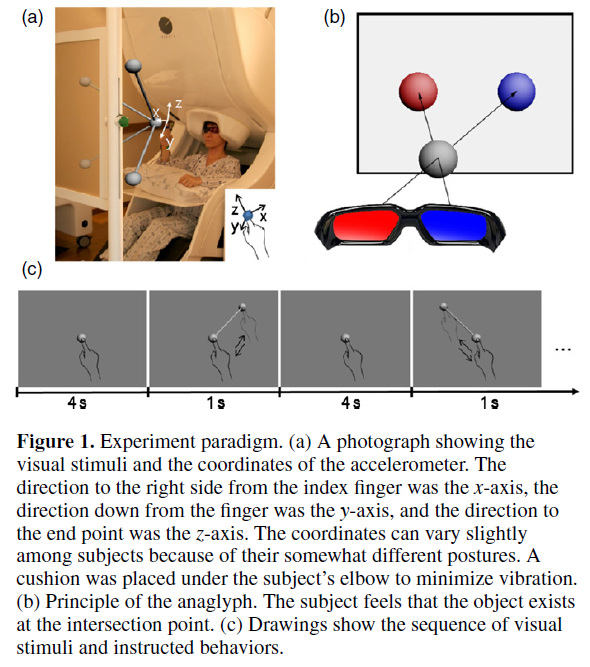 (a)
(b)
x
z
y
z
x
y
(c)
4s
1s
4s
1s
...
Figure 1. Experiment paradigm. (a) A photograph showing the
visual stimuli and the coordinates of the accelerometer. The
direction to the right side from the index finger was the x-axis, the
direction down from the finger was the y-axis, and the direction to
the end point was the z-axis. The coordinates can vary slightly
among subjects because of their somewhat different postures. A
cushion was placed under the subject's elbow to minimize vibration.
(b) Principle of the anaglyph. The subject feels that the object exists
at the intersection point. (c) Drawings show the sequence of visual
stimuli and instructed behaviors.